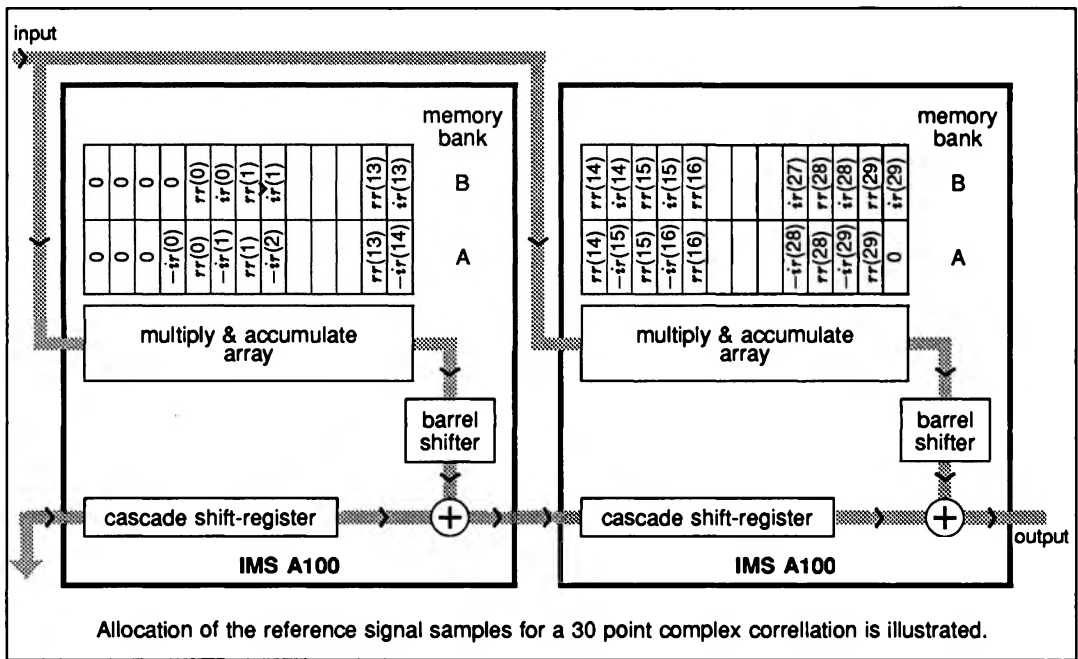 input
memory
bank
0 0 0 0 rr(0) ir(0) rr(1) ir(1) rr(13) ir(13)
B
0 0 0 −ir(0) rr(0) −ir(1) rr(1) −ir(2) rr(13) −ir(14)
A
multiply & accumulate
array
barrel
shifter
cascade shift-register
+
IMS A100
memory
bank
rr(14) ir(14) rr(15) ir(15) rr(16) ir(27) rr(28) ir(28) rr(29) ir(29)
B
rr(14) −ir(15) rr(15) −ir(16) rr(16) −ir(28) rr(28) −ir(29) rr(29) 0
A
multiply & accumulate
array
barrel
shifter
cascade shift-register
+
output
IMS A100
Allocation of the reference signal samples for a 30 point complex correllation is illustrated.